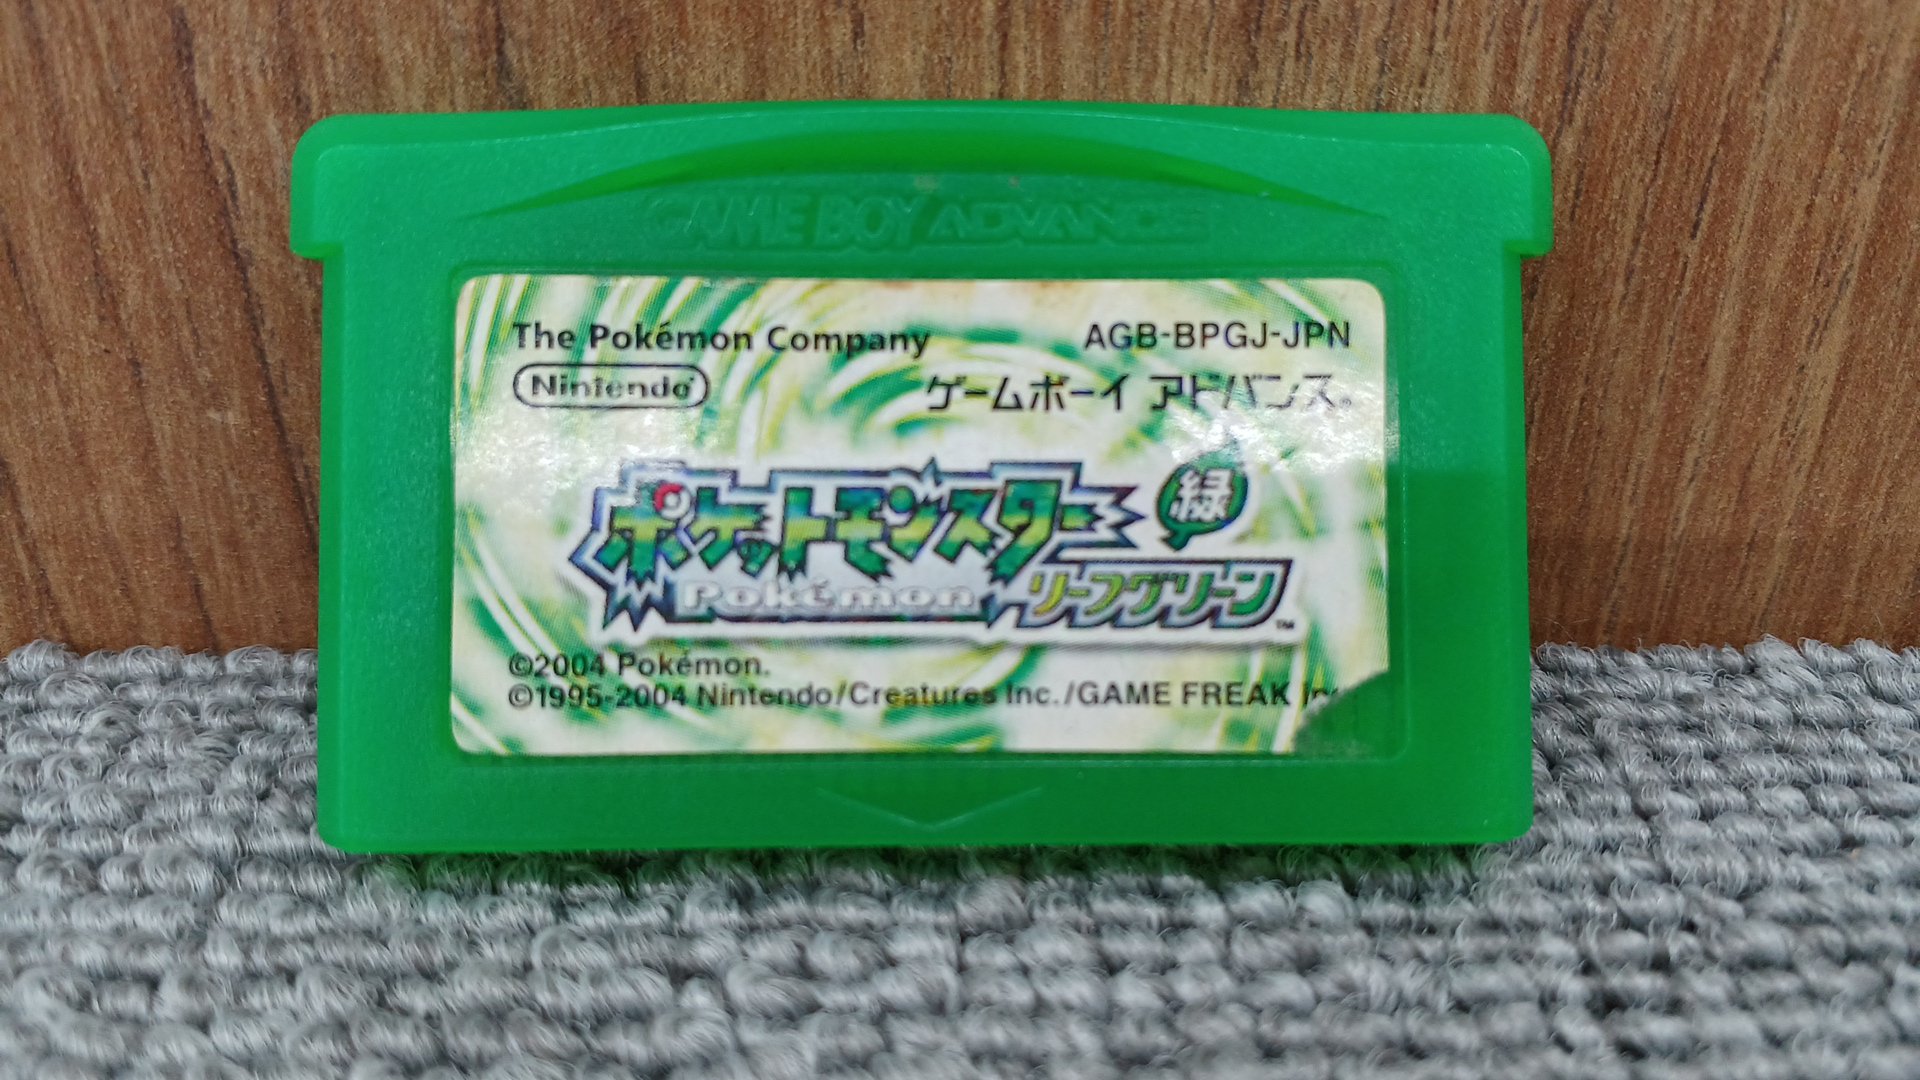 GAME BOY ADVANCE
The Pokémon Company AGB-BPGJ-JPN
Nintendo® ゲームボーイ アドバンス®
ポケットモンスター 緑
Pokémon リーフグリーン™
©2004 Pokémon.
©1995-2004 Nintendo/Creatures Inc./GAME FREAK